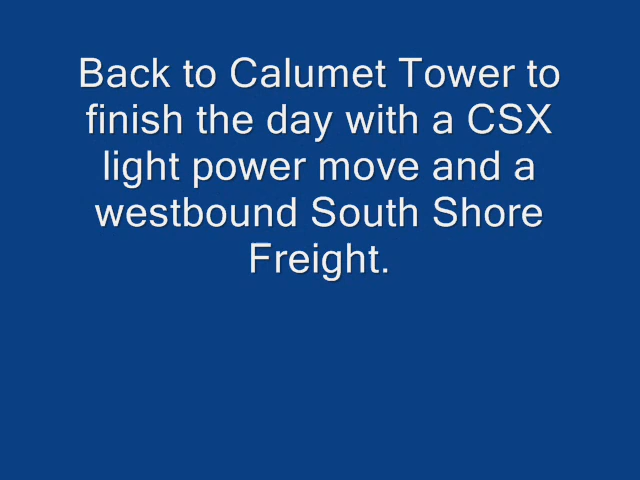 Back to Calumet Tower to
finish the day with a CSX
light power move and a
westbound South Shore
Freight.